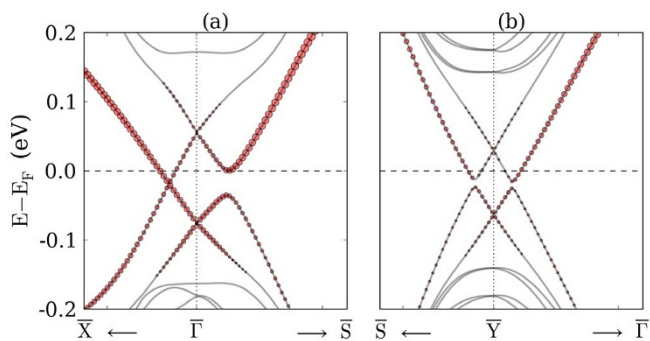 (a) (b)
0.2
0.1
0.0
-0.1
-0.2
E−E_F (eV)
X̅ ← Γ̅ → S̅ S̅ ← Y̅ → Γ̅